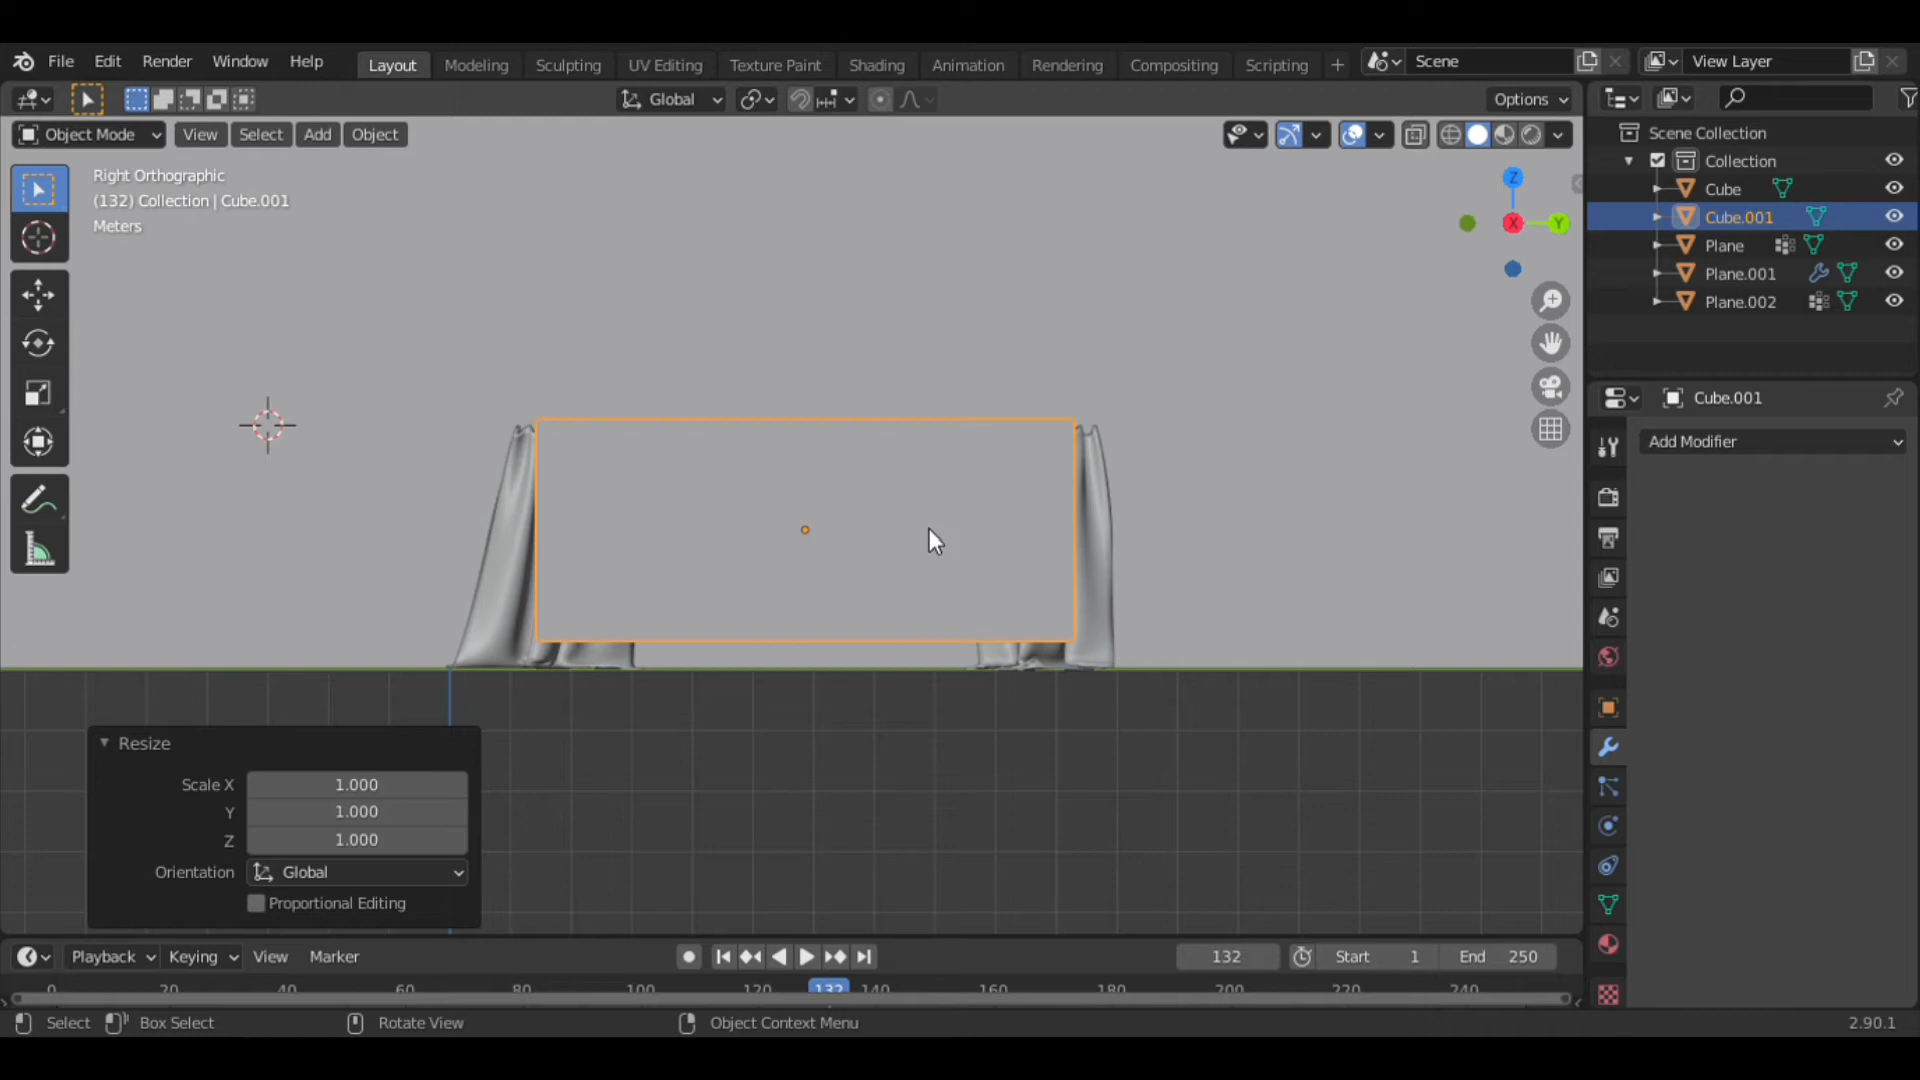 File Edit Render Window Help Layout Modeling Sculpting UV Editing Texture Paint Shading Animation Rendering Compositing Scripting + Scene View Layer
Global Options
Object Mode View Select Add Object
Scene Collection
Collection
Cube
Cube.001
Plane
Plane.001
Plane.002
Right Orthographic
(132) Collection | Cube.001
Meters
Z
X
Y
Cube.001
Add Modifier
Resize
Scale X 1.000
Y 1.000
Z 1.000
Orientation Global
Proportional Editing
Playback Keying View Marker 132 Start 1 End 250
0 20 40 60 80 100 120 132 140 160 180 200 220 240
Select Box Select Rotate View Object Context Menu 2.90.1